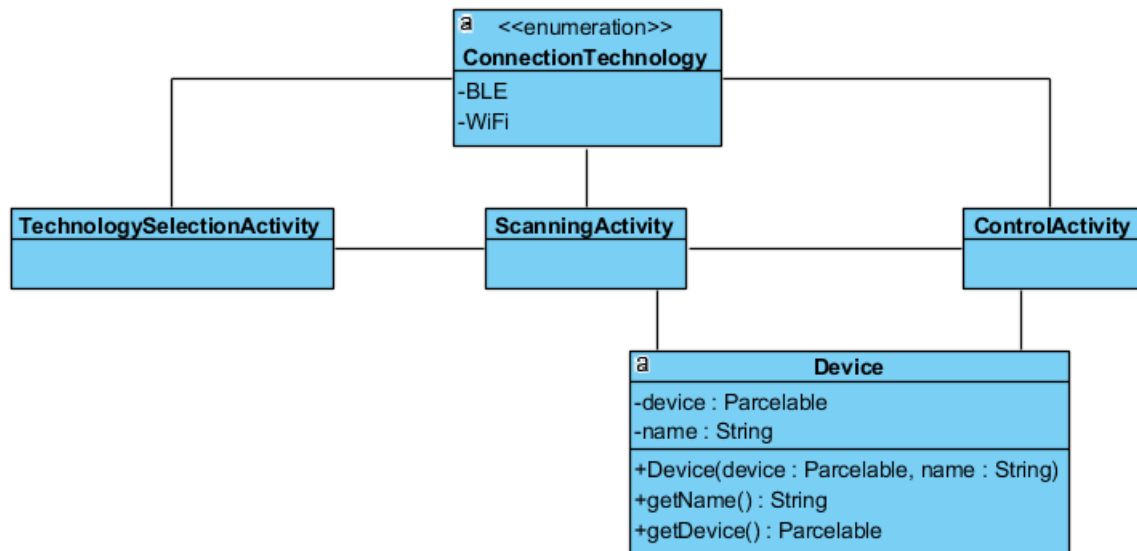 a <<enumeration>>
ConnectionTechnology
-BLE
-WiFi
TechnologySelectionActivity
ScanningActivity
ControlActivity
a Device
-device : Parcelable
-name : String
+Device(device : Parcelable, name : String)
+getName() : String
+getDevice() : Parcelable